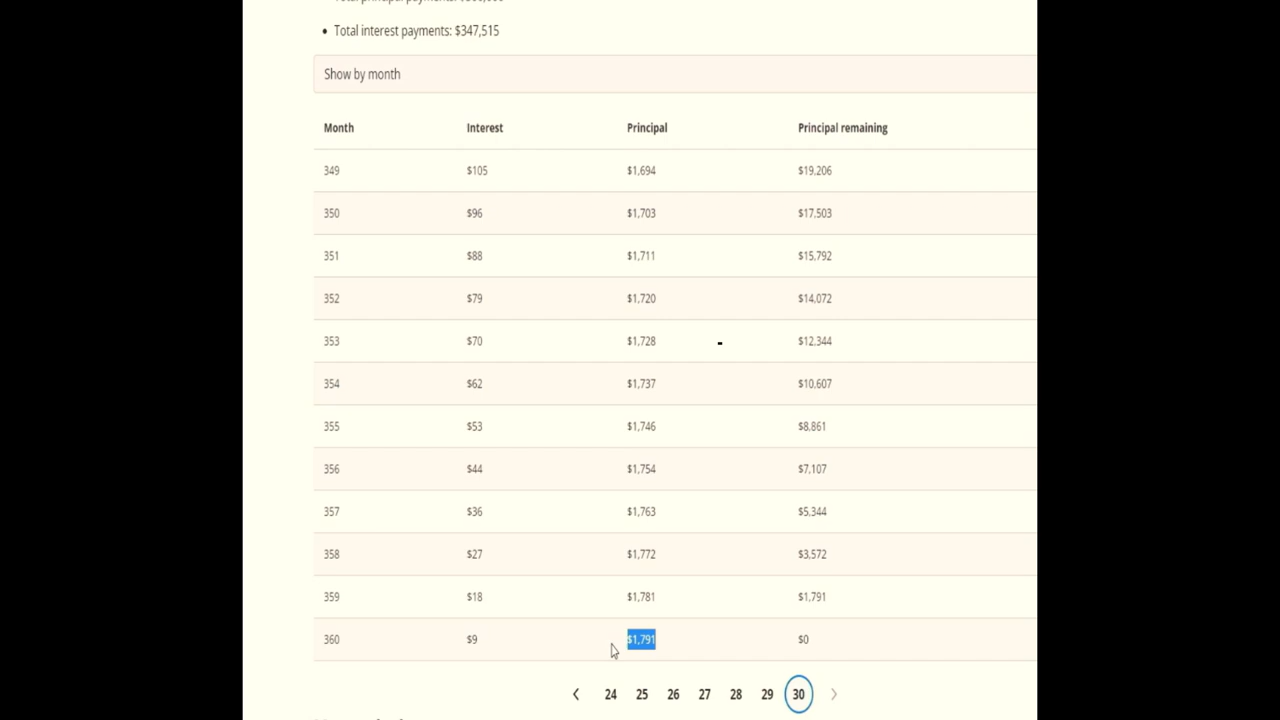 Total interest payments: $347,515
Show by month
Month Interest Principal Principal remaining
349 $105 $1,694 $19,206
350 $96 $1,703 $17,503
351 $88 $1,711 $15,792
352 $79 $1,720 $14,072
353 $70 $1,728 $12,344
354 $62 $1,737 $10,607
355 $53 $1,746 $8,861
356 $44 $1,754 $7,107
357 $36 $1,763 $5,344
358 $27 $1,772 $3,572
359 $18 $1,781 $1,791
360 $9 $1,791 $0
24 25 26 27 28 29 30